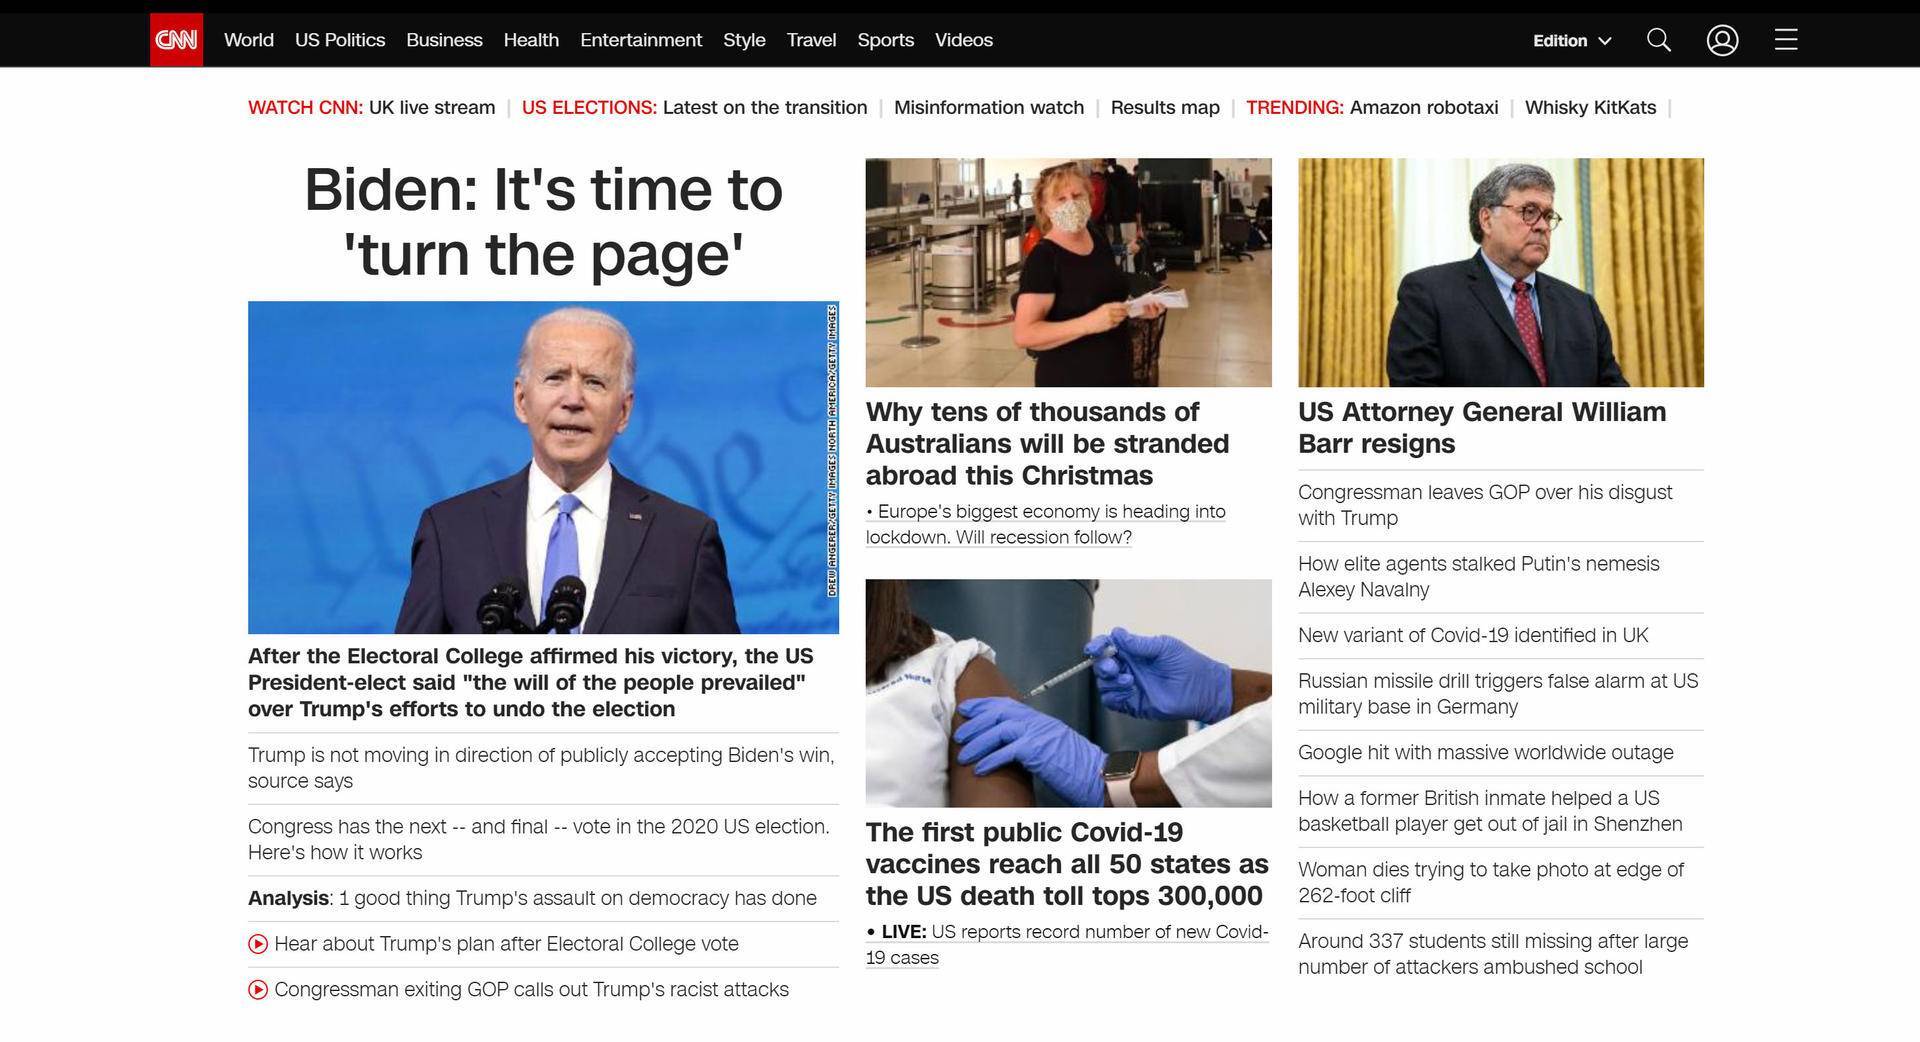 CNN
World US Politics Business Health Entertainment Style Travel Sports Videos
Edition
WATCH CNN: UK live stream | US ELECTIONS: Latest on the transition | Misinformation watch | Results map | TRENDING: Amazon robotaxi | Whisky KitKats |
Biden: It's time to
'turn the page'
DREW ANGERER/GETTY IMAGES NORTH AMERICA/GETTY IMAGES
After the Electoral College affirmed his victory, the US
President-elect said "the will of the people prevailed"
over Trump's efforts to undo the election
Trump is not moving in direction of publicly accepting Biden's win,
source says
Congress has the next -- and final -- vote in the 2020 US election.
Here's how it works
Analysis: 1 good thing Trump's assault on democracy has done
Hear about Trump's plan after Electoral College vote
Congressman exiting GOP calls out Trump's racist attacks
Why tens of thousands of
Australians will be stranded
abroad this Christmas
• Europe's biggest economy is heading into
lockdown. Will recession follow?
The first public Covid-19
vaccines reach all 50 states as
the US death toll tops 300,000
• LIVE: US reports record number of new Covid-
19 cases
US Attorney General William
Barr resigns
Congressman leaves GOP over his disgust
with Trump
How elite agents stalked Putin's nemesis
Alexey Navalny
New variant of Covid-19 identified in UK
Russian missile drill triggers false alarm at US
military base in Germany
Google hit with massive worldwide outage
How a former British inmate helped a US
basketball player get out of jail in Shenzhen
Woman dies trying to take photo at edge of
262-foot cliff
Around 337 students still missing after large
number of attackers ambushed school